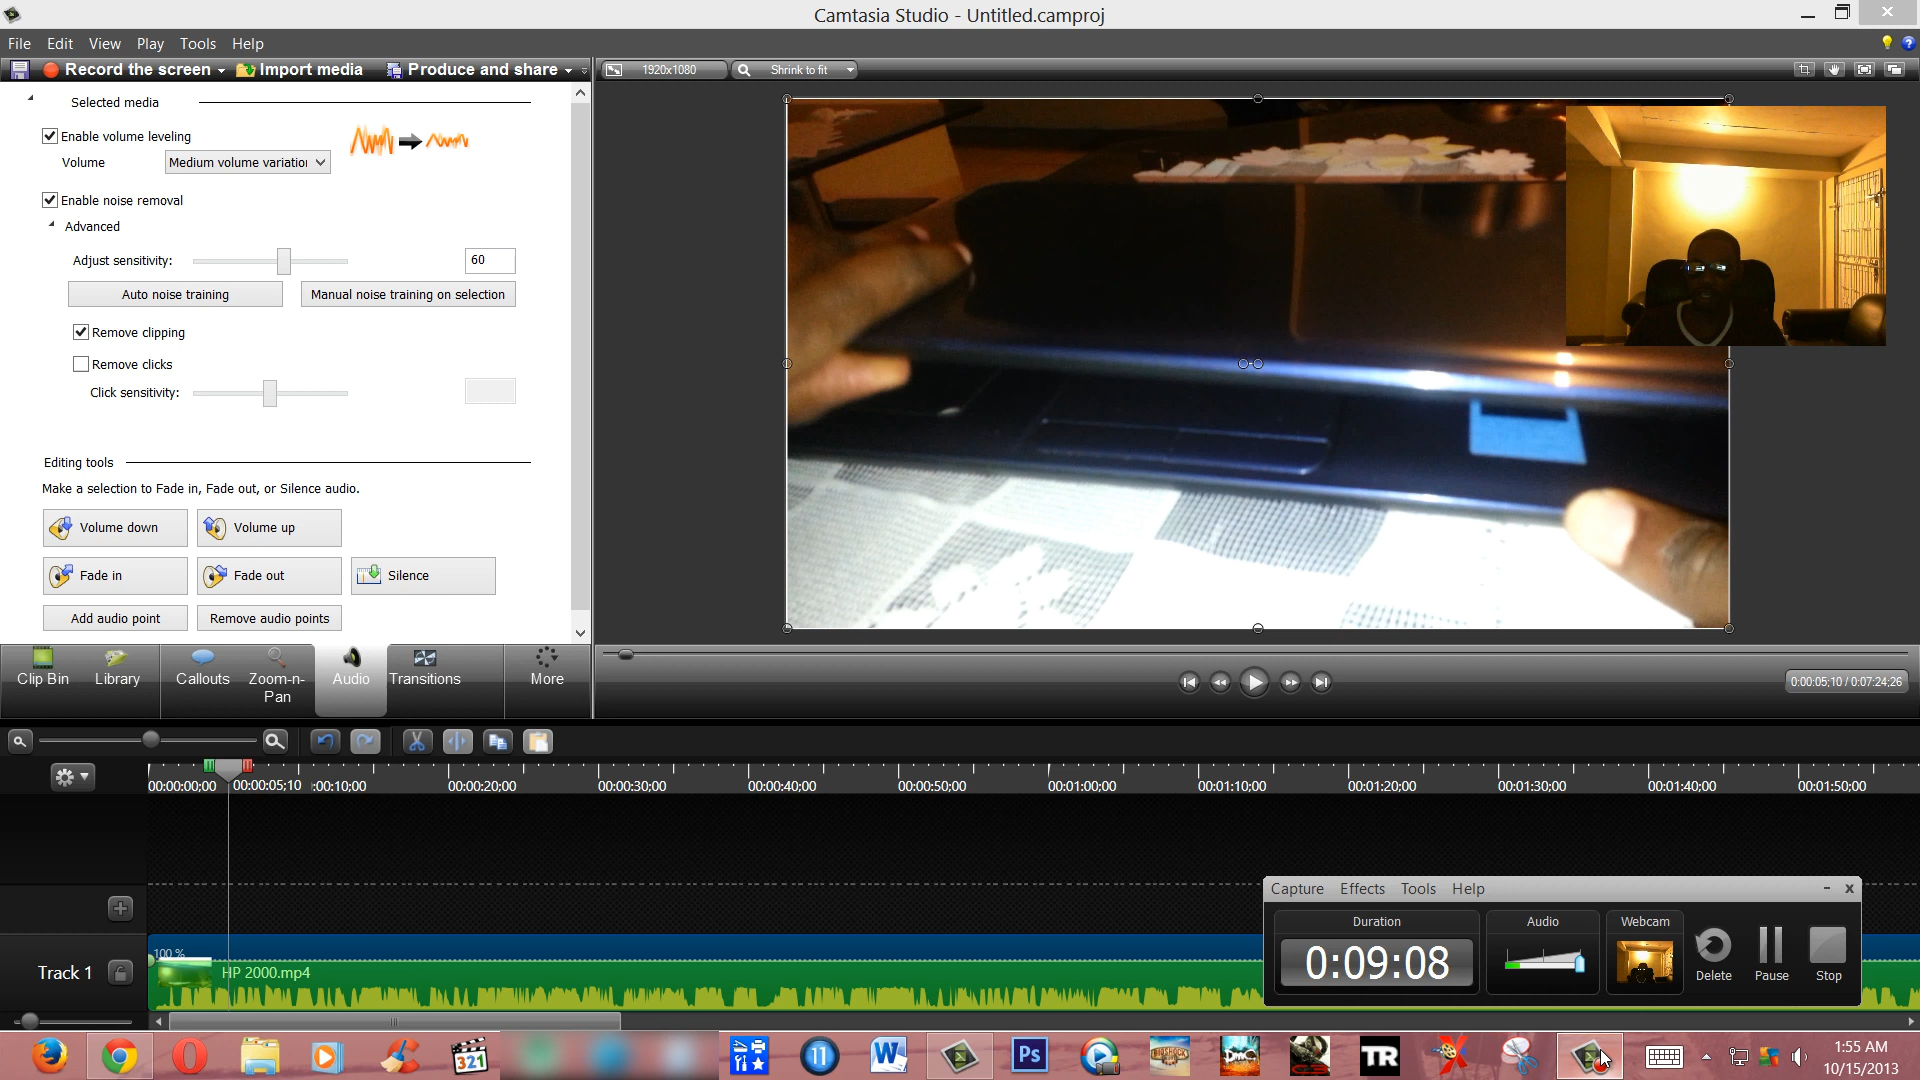 Camtasia Studio - Untitled.camproj
File Edit View Play Tools Help
Record the screen Import media Produce and share
1920x1080 Shrink to fit
Selected media
Enable volume leveling
Volume Medium volume variatio
Enable noise removal
Advanced
Adjust sensitivity: 60
Auto noise training Manual noise training on selection
Remove clipping
Remove clicks
Click sensitivity:
Editing tools
Make a selection to Fade in, Fade out, or Silence audio.
Volume down Volume up
Fade in Fade out Silence
Add audio point Remove audio points
Clip Bin Library Callouts Zoom-n-Pan Audio Transitions More
0:00:05;10 / 0:07:24;26
00:00:00;00 00:00:05;10 :00:10;00 00:00:20;00 00:00:30;00 00:00:40;00 00:00:50;00 00:01:00;00 00:01:10;00 00:01:20;00 00:01:30;00 00:01:40;00 00:01:50;00
Capture Effects Tools Help
Duration Audio Webcam
0:09:08
Delete Pause Stop
100 %
Track 1 HP 2000.mp4
321 11 W Ps DmC TR
1:55 AM
10/15/2013